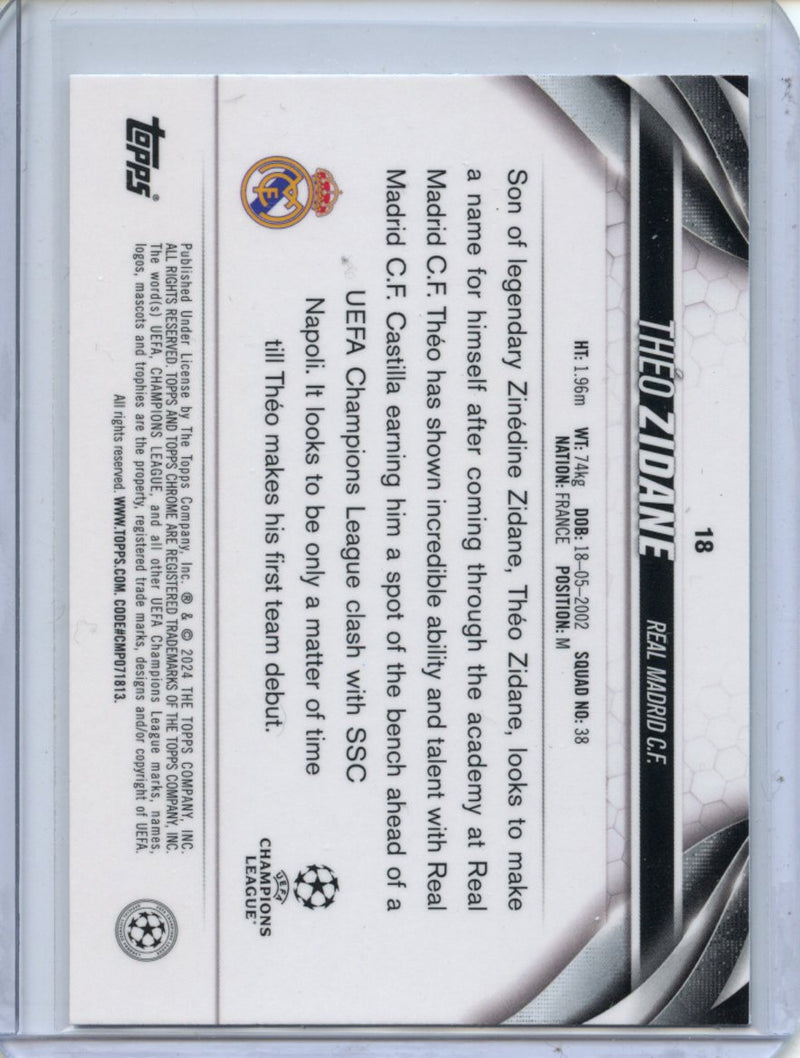 18
THÉO ZIDANE REAL MADRID C.F.
HT: 1.96m WT: 74kg DOB: 18-05-2002 SQUAD NO: 38
NATION: FRANCE POSITION: M
Son of legendary Zinédine Zidane, Théo Zidane, looks to make
a name for himself after coming through the academy at Real
Madrid C.F. Théo has shown incredible ability and talent with Real
Madrid C.F. Castilla earning him a spot of the bench ahead of a
UEFA Champions League clash with SSC
Napoli. It looks to be only a matter of time
till Théo makes his first team debut.
UEFA
CHAMPIONS
LEAGUE
topps®
Published Under License by The Topps Company, Inc. ® & © 2024 THE TOPPS COMPANY, INC.
ALL RIGHTS RESERVED. TOPPS AND TOPPS CHROME ARE REGISTERED TRADEMARKS OF THE TOPPS COMPANY, INC.
The word(s) UEFA, CHAMPIONS LEAGUE, and all other UEFA Champions League marks, names,
logos, mascots and trophies are the property, registered trade marks, designs and/or copyright of UEFA.
All rights reserved. WWW.TOPPS.COM. CODE#CMP071813.